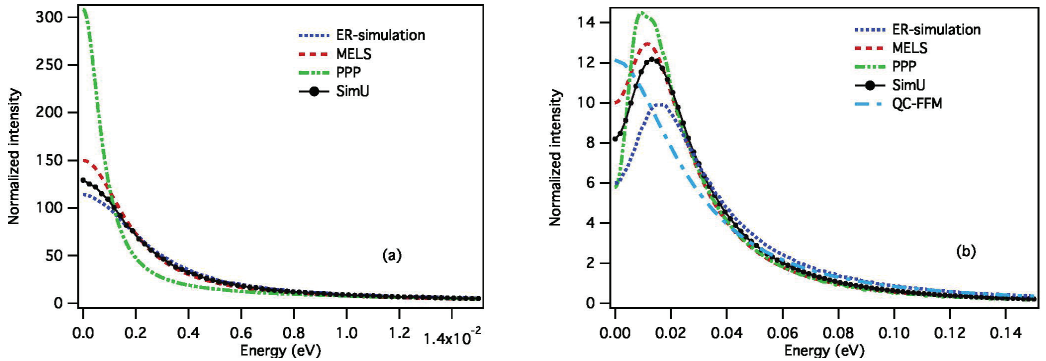 300
250
200
150
100
50
0
Normalized intensity
ER-simulation
MELS
PPP
SimU
(a)
0.0 0.2 0.4 0.6 0.8 1.0 1.2 1.4x10⁻²
Energy (eV)
14
12
10
8
6
4
2
0
Normalized intensity
ER-simulation
MELS
PPP
SimU
QC-FFM
(b)
0.00 0.02 0.04 0.06 0.08 0.10 0.12 0.14
Energy (eV)